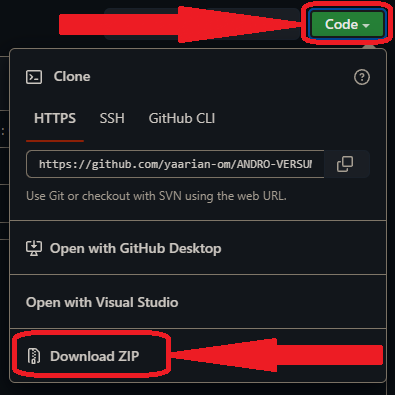 Code
Clone
HTTPS SSH GitHub CLI
https://github.com/yaarian-om/ANDRO-VERSUM
Use Git or checkout with SVN using the web URL.
Open with GitHub Desktop
Open with Visual Studio
Download ZIP